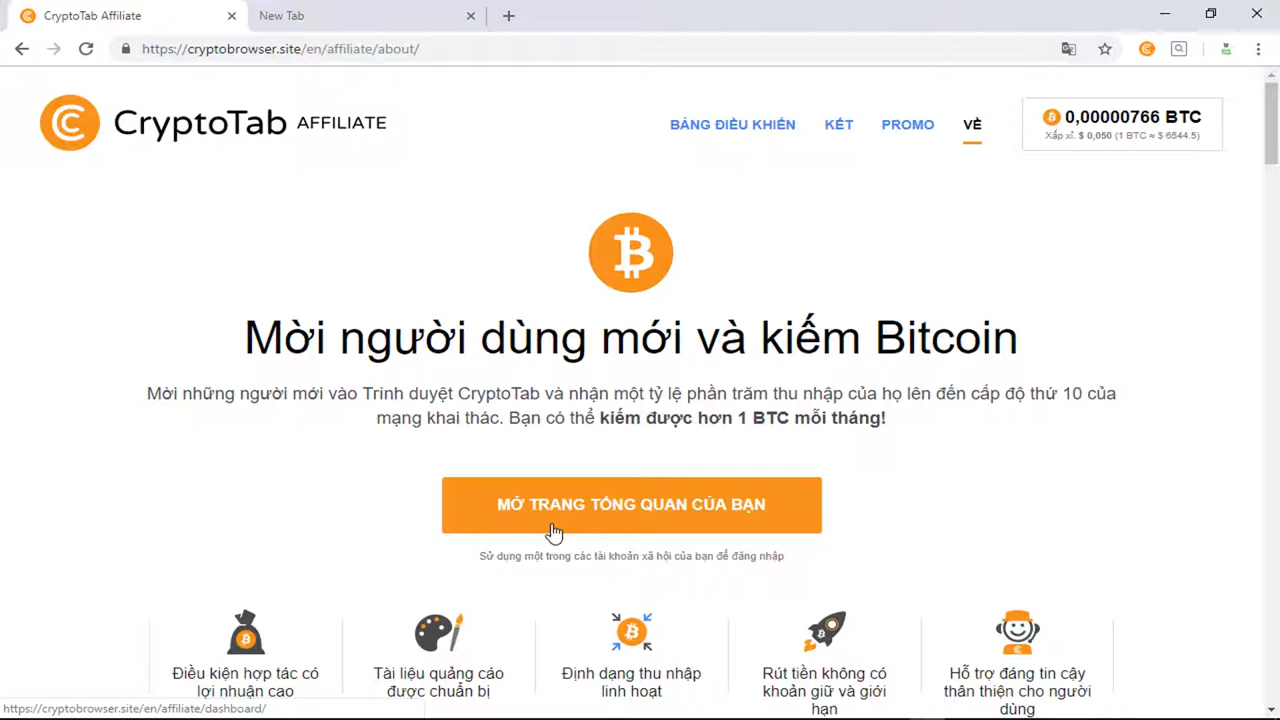 CryptoTab Affiliate
New Tab
https://cryptobrowser.site/en/affiliate/about/
CryptoTab AFFILIATE
BẢNG ĐIỀU KHIỂN
KÉT
PROMO
VỀ
0,00000766 BTC
Xấp xỉ. $ 0,050 (1 BTC ≈ $ 6544.5)
Mời người dùng mới và kiếm Bitcoin
Mời những người mới vào Trình duyệt CryptoTab và nhận một tỷ lệ phần trăm thu nhập của họ lên đến cấp độ thứ 10 của
mạng khai thác. Bạn có thể kiếm được hơn 1 BTC mỗi tháng!
MỞ TRANG TỔNG QUAN CỦA BẠN
Sử dụng một trong các tài khoản xã hội của bạn để đăng nhập
Điều kiện hợp tác có
lợi nhuận cao
Tài liệu quảng cáo
được chuẩn bị
Định dạng thu nhập
linh hoạt
Rút tiền không có
khoản giữ và giới
hạn
Hỗ trợ đáng tin cậy
thân thiện cho người
dùng
https://cryptobrowser.site/en/affiliate/dashboard/